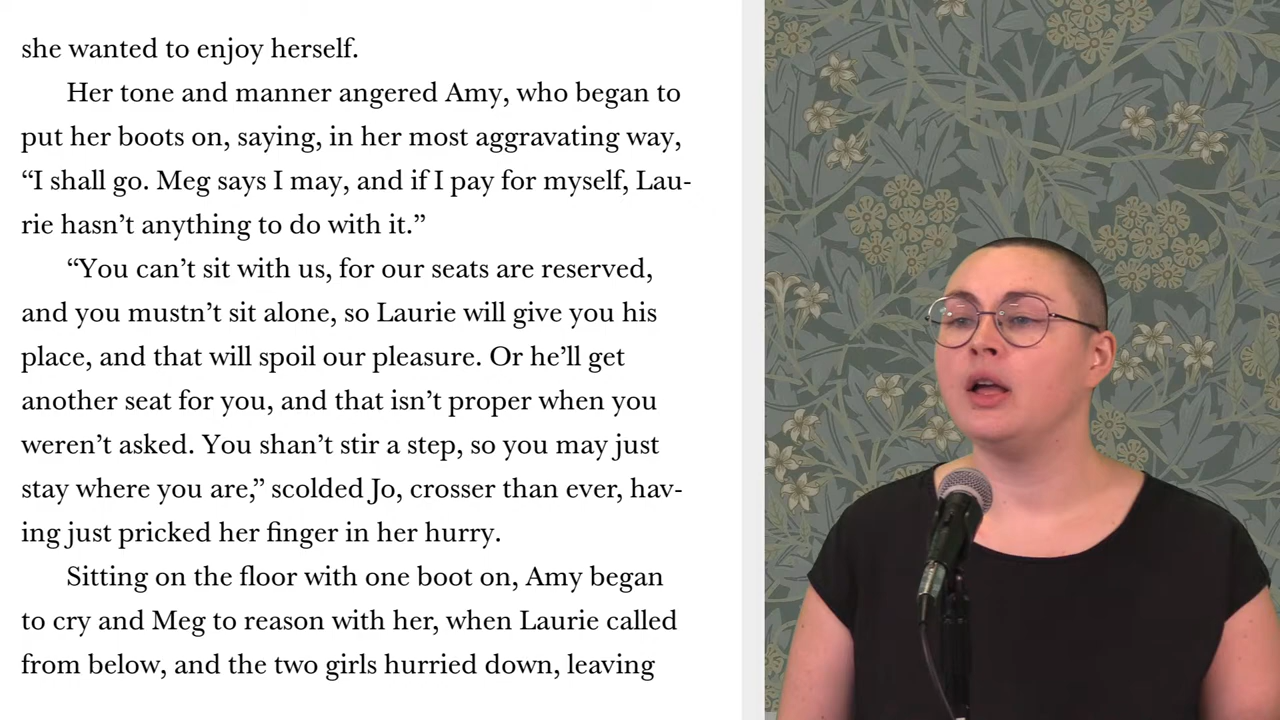 she wanted to enjoy herself.
Her tone and manner angered Amy, who began to
put her boots on, saying, in her most aggravating way,
“I shall go. Meg says I may, and if I pay for myself, Lau-
rie hasn’t anything to do with it.”
“You can’t sit with us, for our seats are reserved,
and you mustn’t sit alone, so Laurie will give you his
place, and that will spoil our pleasure. Or he’ll get
another seat for you, and that isn’t proper when you
weren’t asked. You shan’t stir a step, so you may just
stay where you are,” scolded Jo, crosser than ever, hav-
ing just pricked her finger in her hurry.
Sitting on the floor with one boot on, Amy began
to cry and Meg to reason with her, when Laurie called
from below, and the two girls hurried down, leaving